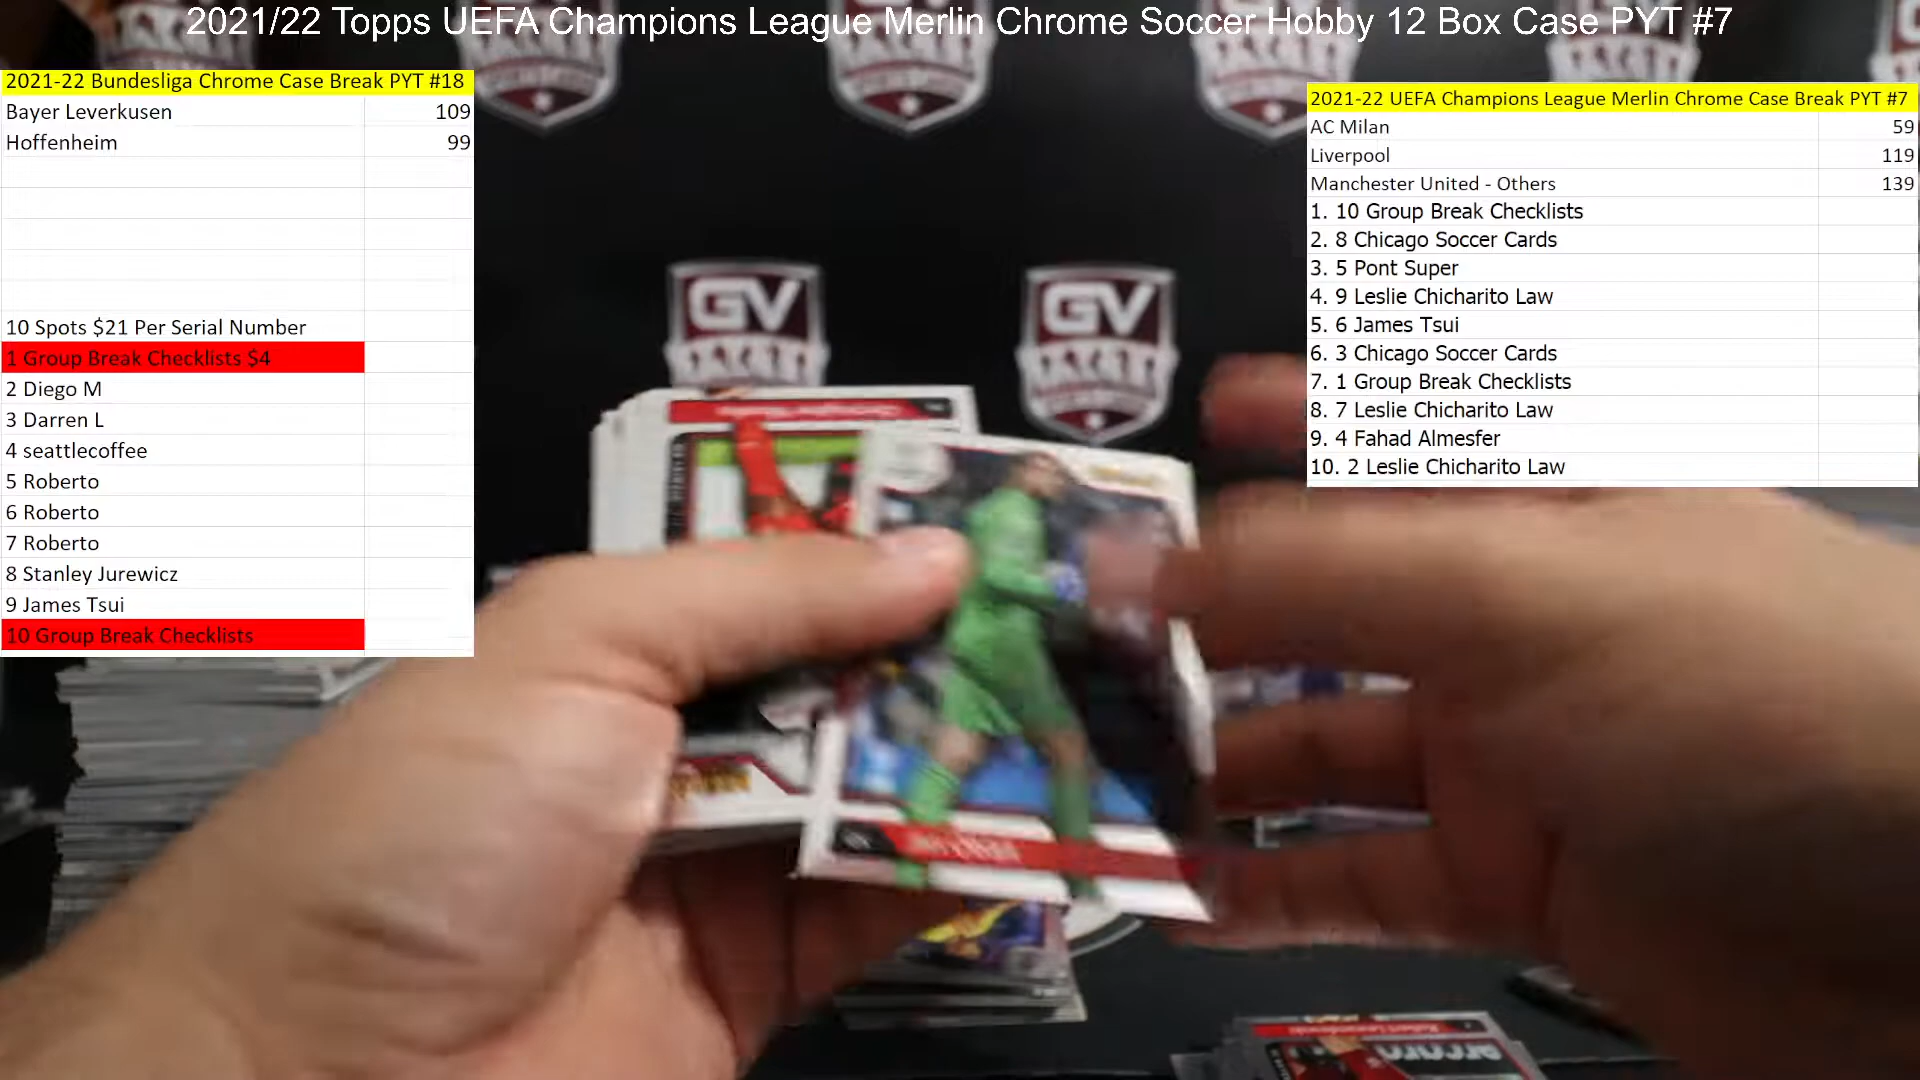 2021/22 Topps UEFA Champions League Merlin Chrome Soccer Hobby 12 Box Case PYT #7
2021-22 Bundesliga Chrome Case Break PYT #18
Bayer Leverkusen 109
Hoffenheim 99
10 Spots $21 Per Serial Number
1 Group Break Checklists $4
2 Diego M
3 Darren L
4 seattlecoffee
5 Roberto
6 Roberto
7 Roberto
8 Stanley Jurewicz
9 James Tsui
10 Group Break Checklists
2021-22 UEFA Champions League Merlin Chrome Case Break PYT #7
AC Milan 59
Liverpool 119
Manchester United - Others 139
1. 10 Group Break Checklists
2. 8 Chicago Soccer Cards
3. 5 Pont Super
4. 9 Leslie Chicharito Law
5. 6 James Tsui
6. 3 Chicago Soccer Cards
7. 1 Group Break Checklists
8. 7 Leslie Chicharito Law
9. 4 Fahad Almesfer
10. 2 Leslie Chicharito Law
GV
GV
Robert Lewandowski